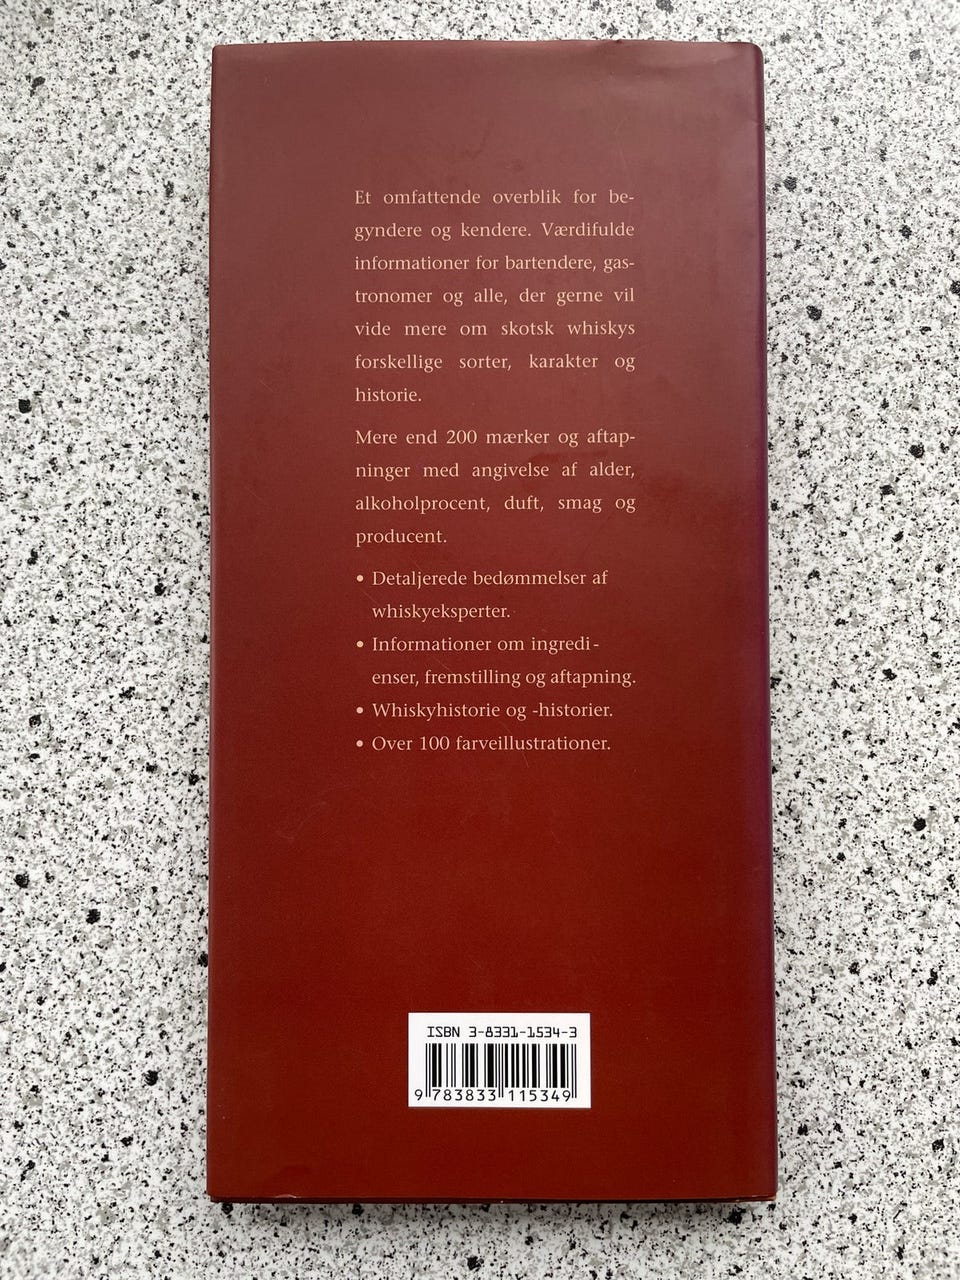 Et omfattende overblik for be-
gyndere og kendere. Værdifulde
informationer for bartendere, gas-
tronomer og alle, der gerne vil
vide mere om skotsk whiskys
forskellige sorter, karakter og
historie.
Mere end 200 mærker og aftap-
ninger med angivelse af alder,
alkoholprocent, duft, smag og
producent.
• Detaljerede bedømmelser af
whiskyeksperter.
• Informationer om ingredi-
enser, fremstilling og aftapning.
• Whiskyhistorie og -historier.
• Over 100 farveillustrationer.
ISBN 3-8331-1534-3
9 783833 115349